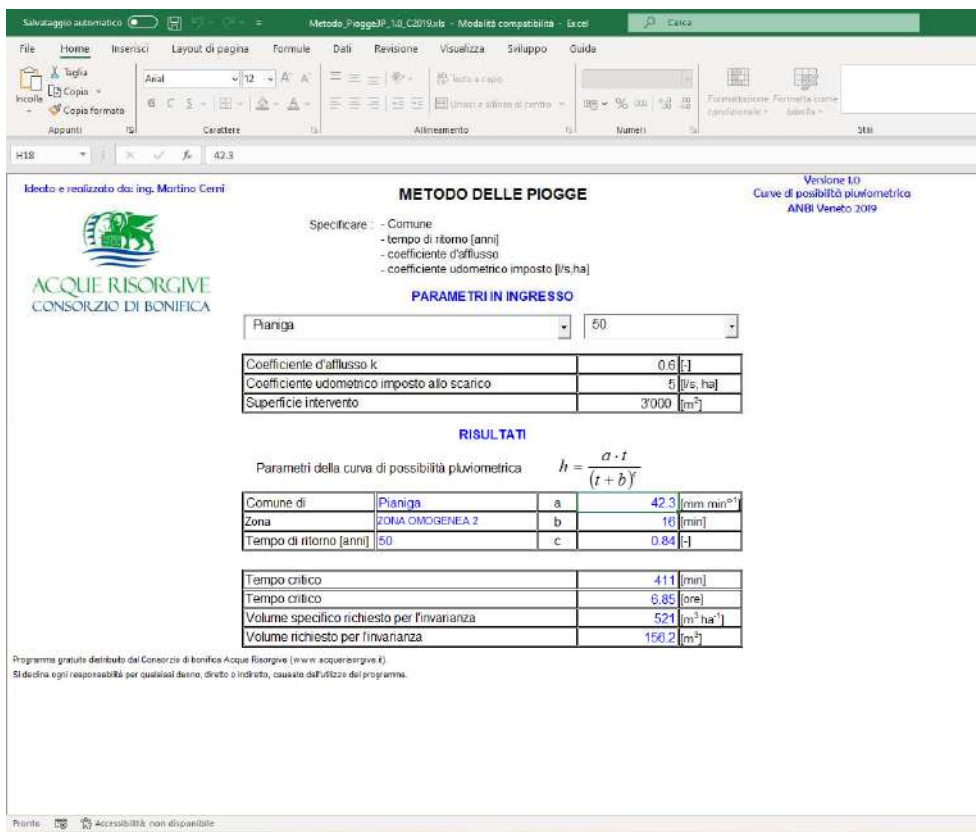 Salvataggio automatico Metodo_PioggeJP_1.0_C2019.xls - Modalità compatibilità - Excel Cerca
File Home Inserisci Layout di pagina Formule Dati Revisione Visualizza Sviluppo Guida
Taglia
Copia
Copia formato
Incolla
Arial 12
G C S
Testo a capo
Unisci e allinea al centro
Formattazione condizionale
Formatta come tabella
Appunti Carattere Allineamento Numeri Stili
H18 fx 42.3
Ideato e realizzato da: ing. Martino Cerni
METODO DELLE PIOGGE
Versione 1.0
Curve di possibilità pluviometrica
ANBI Veneto 2019
Specificare : - Comune
- tempo di ritorno [anni]
- coefficiente d'afflusso
- coefficiente udometrico imposto [l/s,ha]
ACQUE RISORGIVE
CONSORZIO DI BONIFICA
PARAMETRI IN INGRESSO
Pianiga 50
Coefficiente d'afflusso k 0.6 [-]
Coefficiente udometrico imposto allo scarico 5 [l/s, ha]
Superficie intervento 3'000 [m²]
RISULTATI
Parametri della curva di possibilità pluviometrica h = a · t / (t + b)ᶜ
Comune di Pianiga a 42.3 [mm minᶜ⁻¹]
Zona ZONA OMOGENEA 2 b 16 [min]
Tempo di ritorno [anni] 50 c 0.84 [-]
Tempo critico 411 [min]
Tempo critico 6.85 [ore]
Volume specifico richiesto per l'invarianza 521 [m³ ha⁻¹]
Volume richiesto per l'invarianza 156.2 [m³]
Programma gratuito distribuito dal Consorzio di bonifica Acque Risorgive (www.acquerisorgive.it).
Si declina ogni responsabilità per qualsiasi danno, diretto o indiretto, causato dall'utilizzo del programma.
Pronto Accessibilità: non disponibile